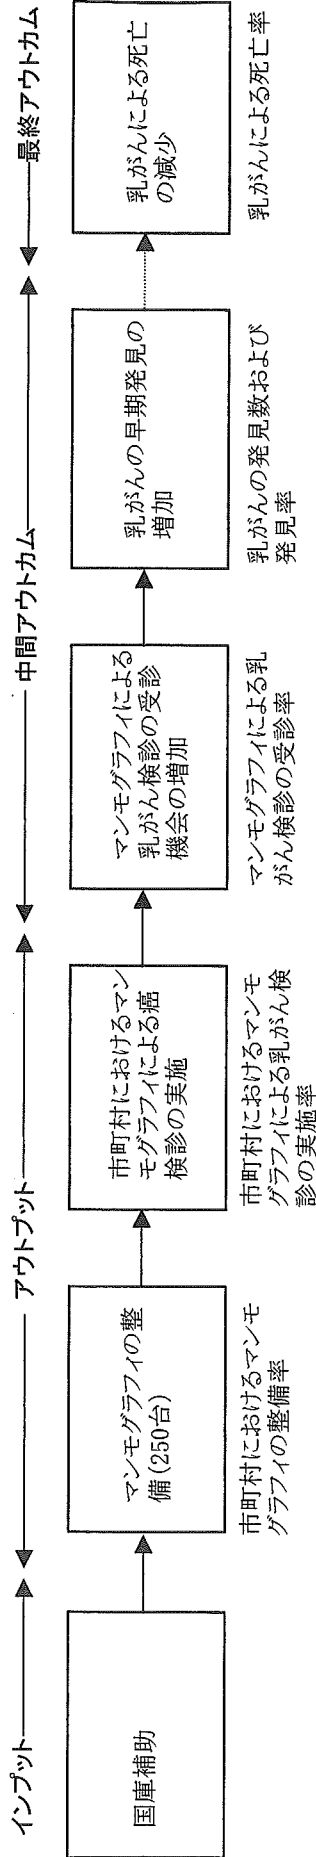 インプット
アウトプット
中間アウトカム
最終アウトカム
国庫補助
マンモグラフィの整
備(250台)
市町村におけるマン
モグラフィによる癌
検診の実施
マンモグラフィによる
乳がん検診の受診
機会の増加
乳がんの早期発見の
増加
乳がんによる死亡
の減少
市町村におけるマンモ
グラフィの整備率
市町村におけるマンモ
グラフィによる乳がん検
診の実施率
マンモグラフィによる乳
がん検診の受診率
乳がんの発見数および
発見率
乳がんによる死亡率